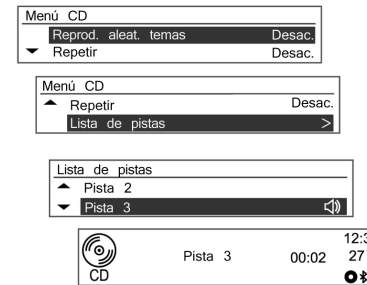 Menú CD
Reprod. aleat. temas Desac.
Repetir Desac.
Menú CD
Repetir Desac.
Lista de pistas >
Lista de pistas
Pista 2
Pista 3
CD Pista 3 00:02
27